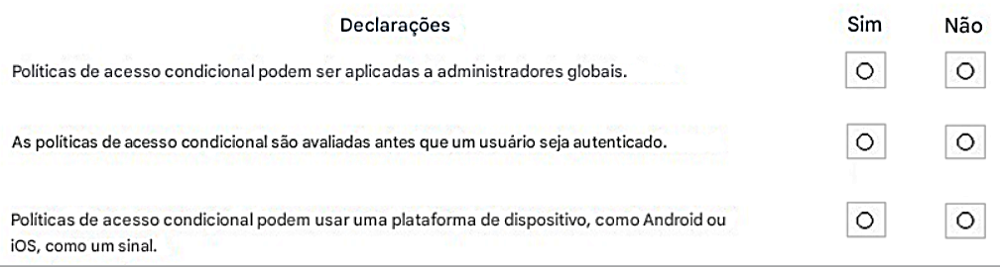 Declarações Sim Não
Políticas de acesso condicional podem ser aplicadas a administradores globais.
As políticas de acesso condicional são avaliadas antes que um usuário seja autenticado.
Políticas de acesso condicional podem usar uma plataforma de dispositivo, como Android ou
iOS, como um sinal.